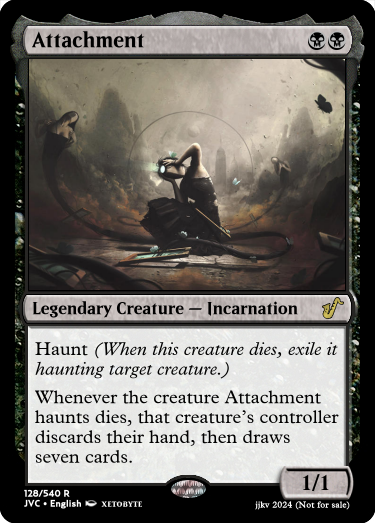 Attachment
Legendary Creature — Incarnation
Haunt (When this creature dies, exile it
haunting target creature.)
Whenever the creature Attachment
haunts dies, that creature's controller
discards their hand, then draws
seven cards.
1/1
128/540 R
JVC • English XETOBYTE
jjkv 2024 (Not for sale)